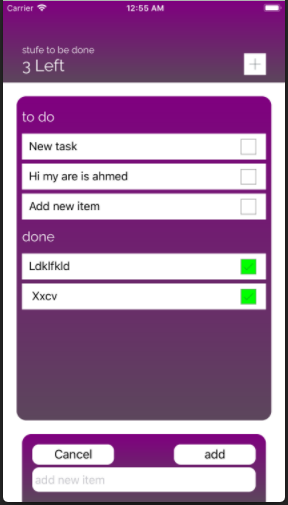 Carrier 12:55 AM
stufe to be done
3 Left
to do
New task
Hi my are is ahmed
Add new item
done
Ldklfkld
Xxcv
Cancel add
add new item